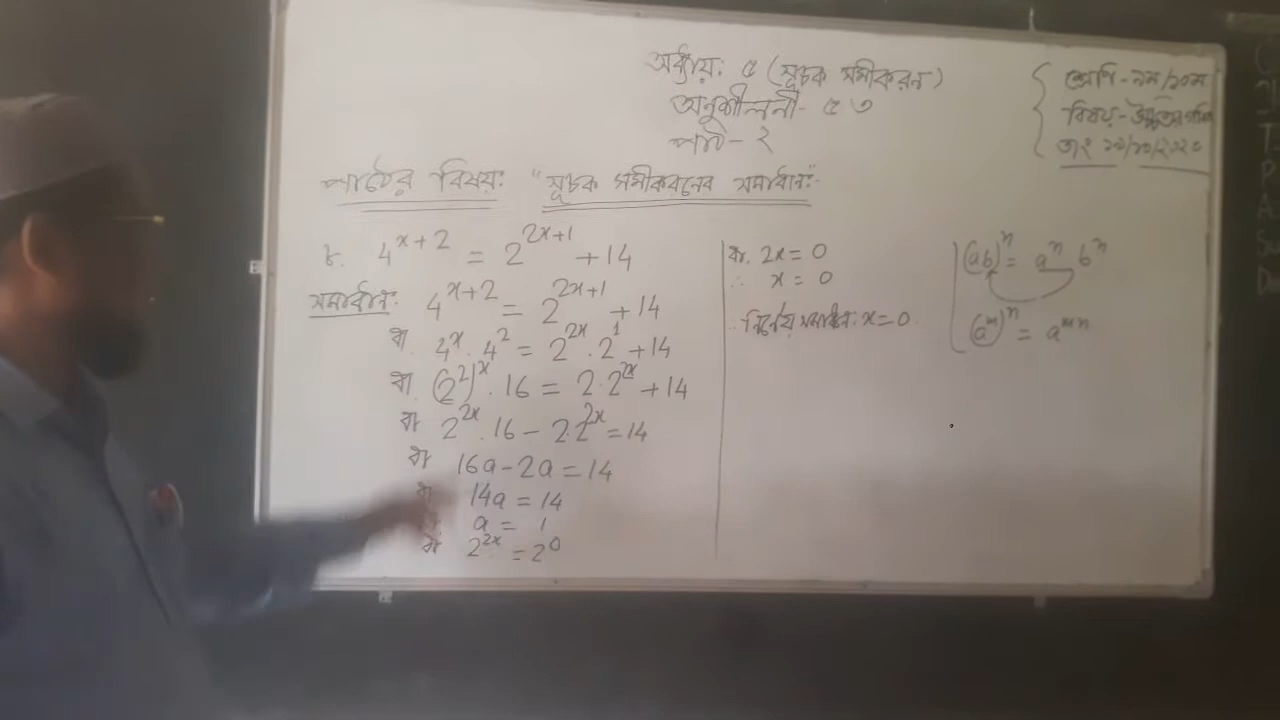 অধ্যায়: ৫ (সূচক সমীকরন)
অনুশীলনী- ৫ ৩
পাঠ- ২
শ্রেণি - ৯ম/১০ম
বিষয় - উচ্চতর গণিত
পাঠের বিষয়: "সূচক সমীকরনের সমাধান:"
৮. 4^{x+2} = 2^{2x+1} + 14
সমাধান: 4^{x+2} = 2^{2x+1} + 14
বা, 4^x . 4^2 = 2^{2x} . 2^1 + 14
বা, (2^2)^x . 16 = 2 . 2^{2x} + 14
বা 2^{2x} . 16 - 2.2^{2x} = 14
বা 16a - 2a = 14
বা 14a = 14
a = 1
বা 2^{2x} = 2^0
বা, 2x = 0
∴ x = 0
নির্ণেয় সমাধান: x = 0
(ab)^n = a^n b^n
(a^m)^n = a^{mn}